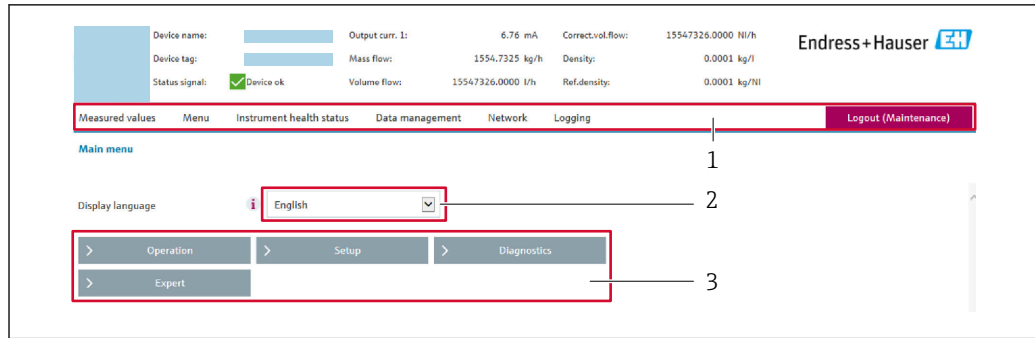 Device name: Output curr. 1: 6.76 mA Correct.vol.flow: 15547326.0000 Nl/h
Endress+Hauser EH
Device tag: Mass flow: 1554.7325 kg/h Density: 0.0001 kg/l
Status signal: Device ok Volume flow: 15547326.0000 l/h Ref.density: 0.0001 kg/Nl
Measured values Menu Instrument health status Data management Network Logging Logout (Maintenance)
1
Main menu
Display language i English 2
> Operation > Setup > Diagnostics
> Expert 3